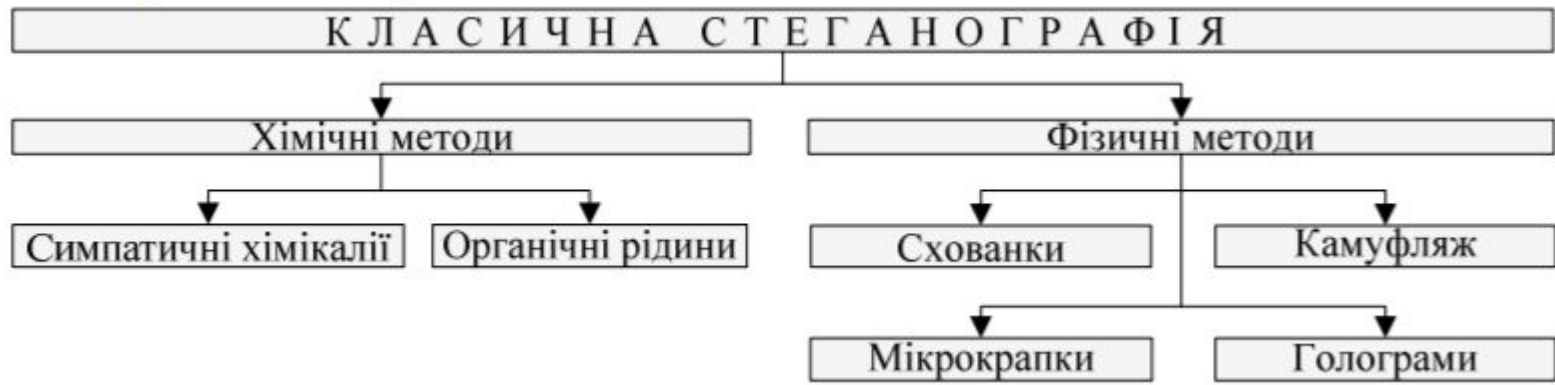 КЛАСИЧНА СТЕГАНОГРАФІЯ
Хімічні методи
Фізичні методи
Симпатичні хімікалії
Органічні рідини
Схованки
Камуфляж
Мікрокрапки
Голограми